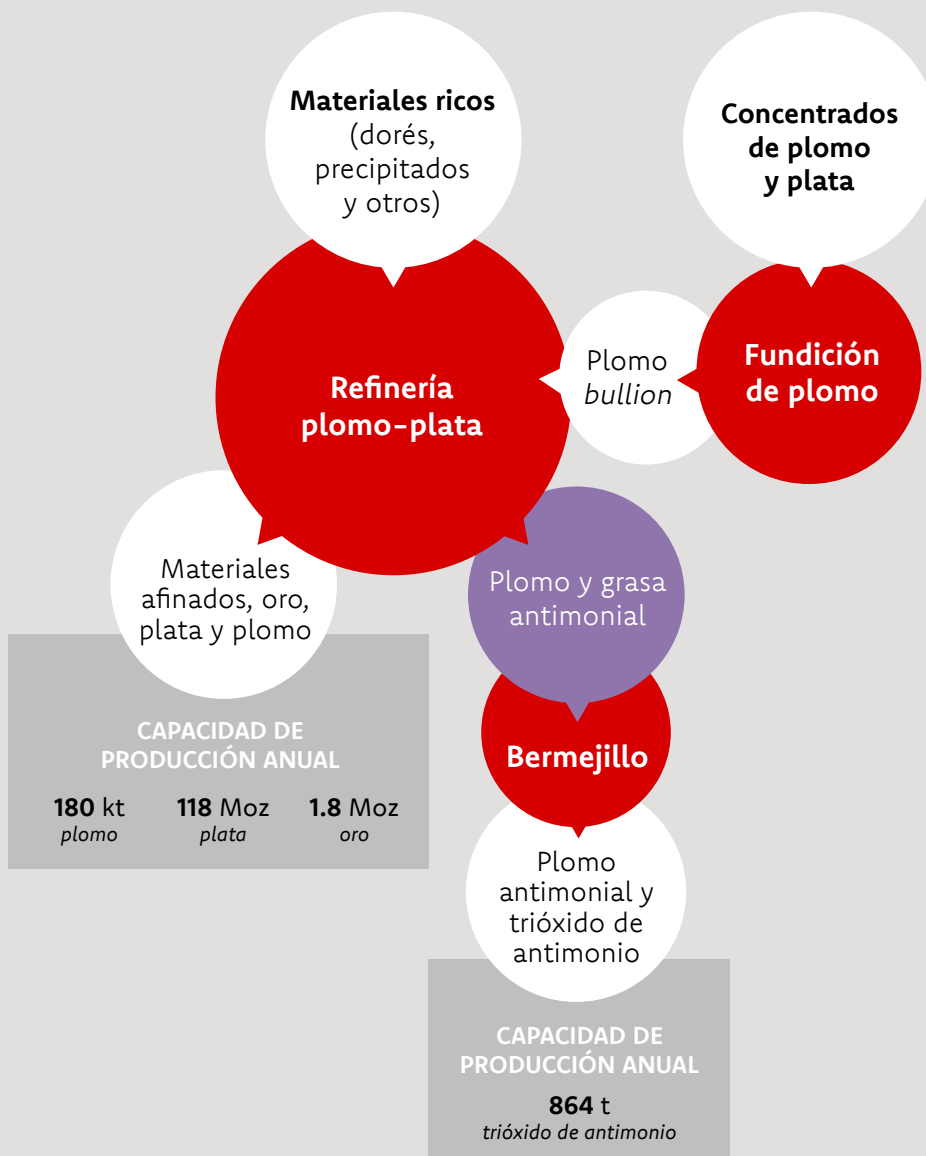 Materiales ricos
(dorés,
precipitados
y otros)
Concentrados
de plomo
y plata
Refinería
plomo-plata
Plomo
bullion
Fundición
de plomo
Materiales
afinados, oro,
plata y plomo
Plomo y grasa
antimonial
CAPACIDAD DE
PRODUCCIÓN ANUAL
180 kt 118 Moz 1.8 Moz
plomo plata oro
Bermejillo
Plomo
antimonial y
trióxido de
antimonio
CAPACIDAD DE
PRODUCCIÓN ANUAL
864 t
trióxido de antimonio